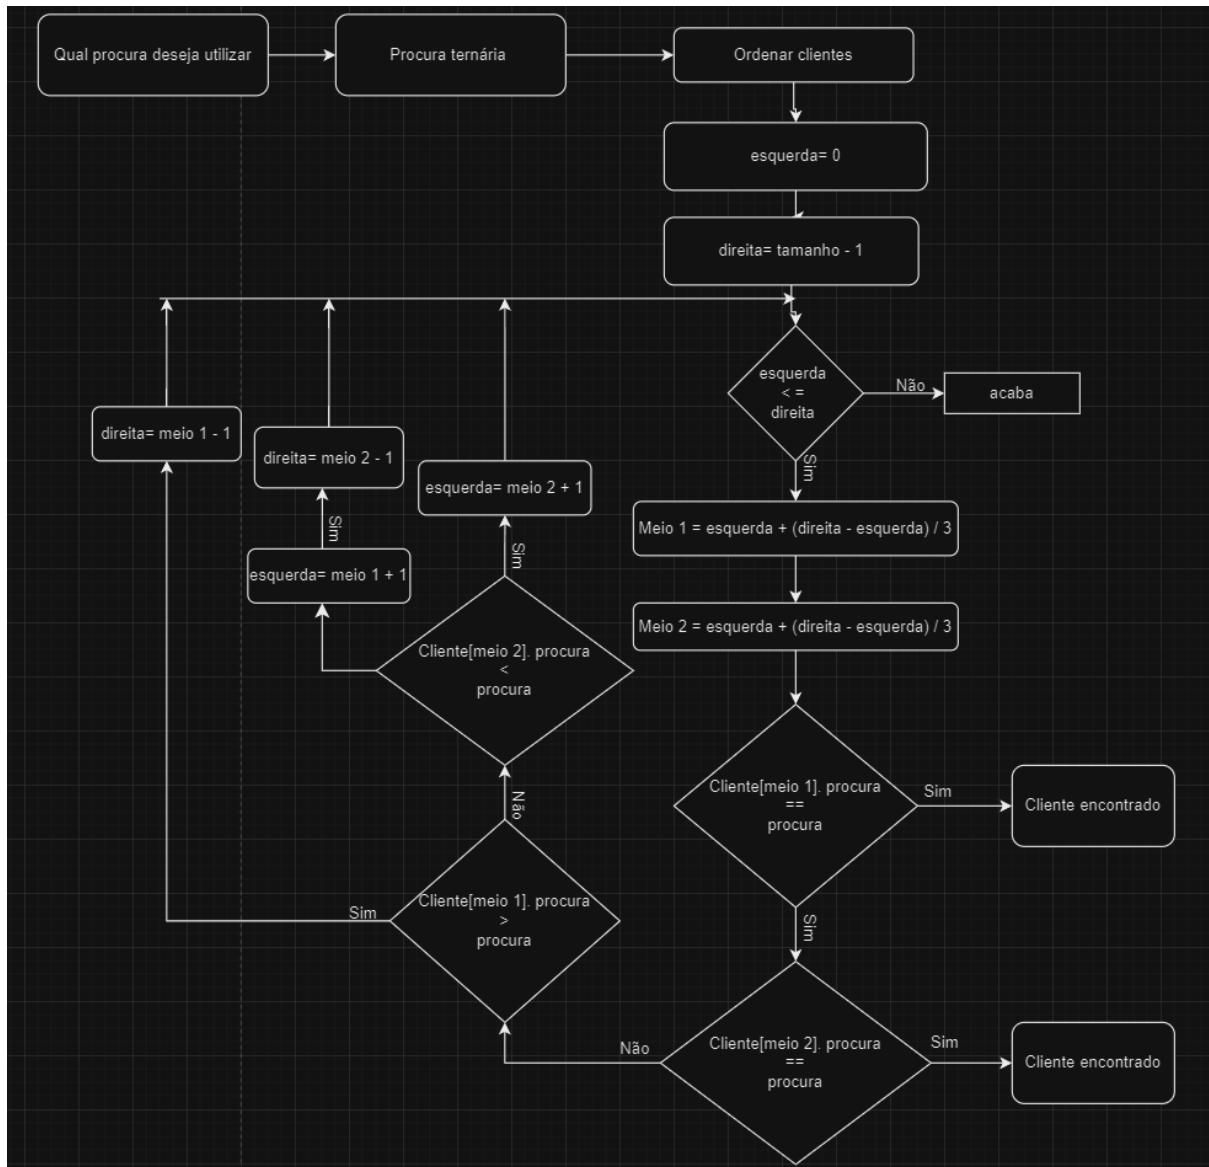 Qual procura deseja utilizar
Procura ternária
Ordenar clientes
esquerda= 0
direita= tamanho - 1
esquerda
< =
direita
Não
acaba
Sim
Meio 1 = esquerda + (direita - esquerda) / 3
Meio 2 = esquerda + (direita - esquerda) / 3
Cliente[meio 1]. procura
==
procura
Sim
Cliente encontrado
Sim
Cliente[meio 2]. procura
==
procura
Sim
Cliente encontrado
Não
Cliente[meio 1]. procura
>
procura
Sim
direita= meio 1 - 1
Não
Cliente[meio 2]. procura
<
procura
Sim
esquerda= meio 2 + 1
esquerda= meio 1 + 1
Sim
direita= meio 2 - 1